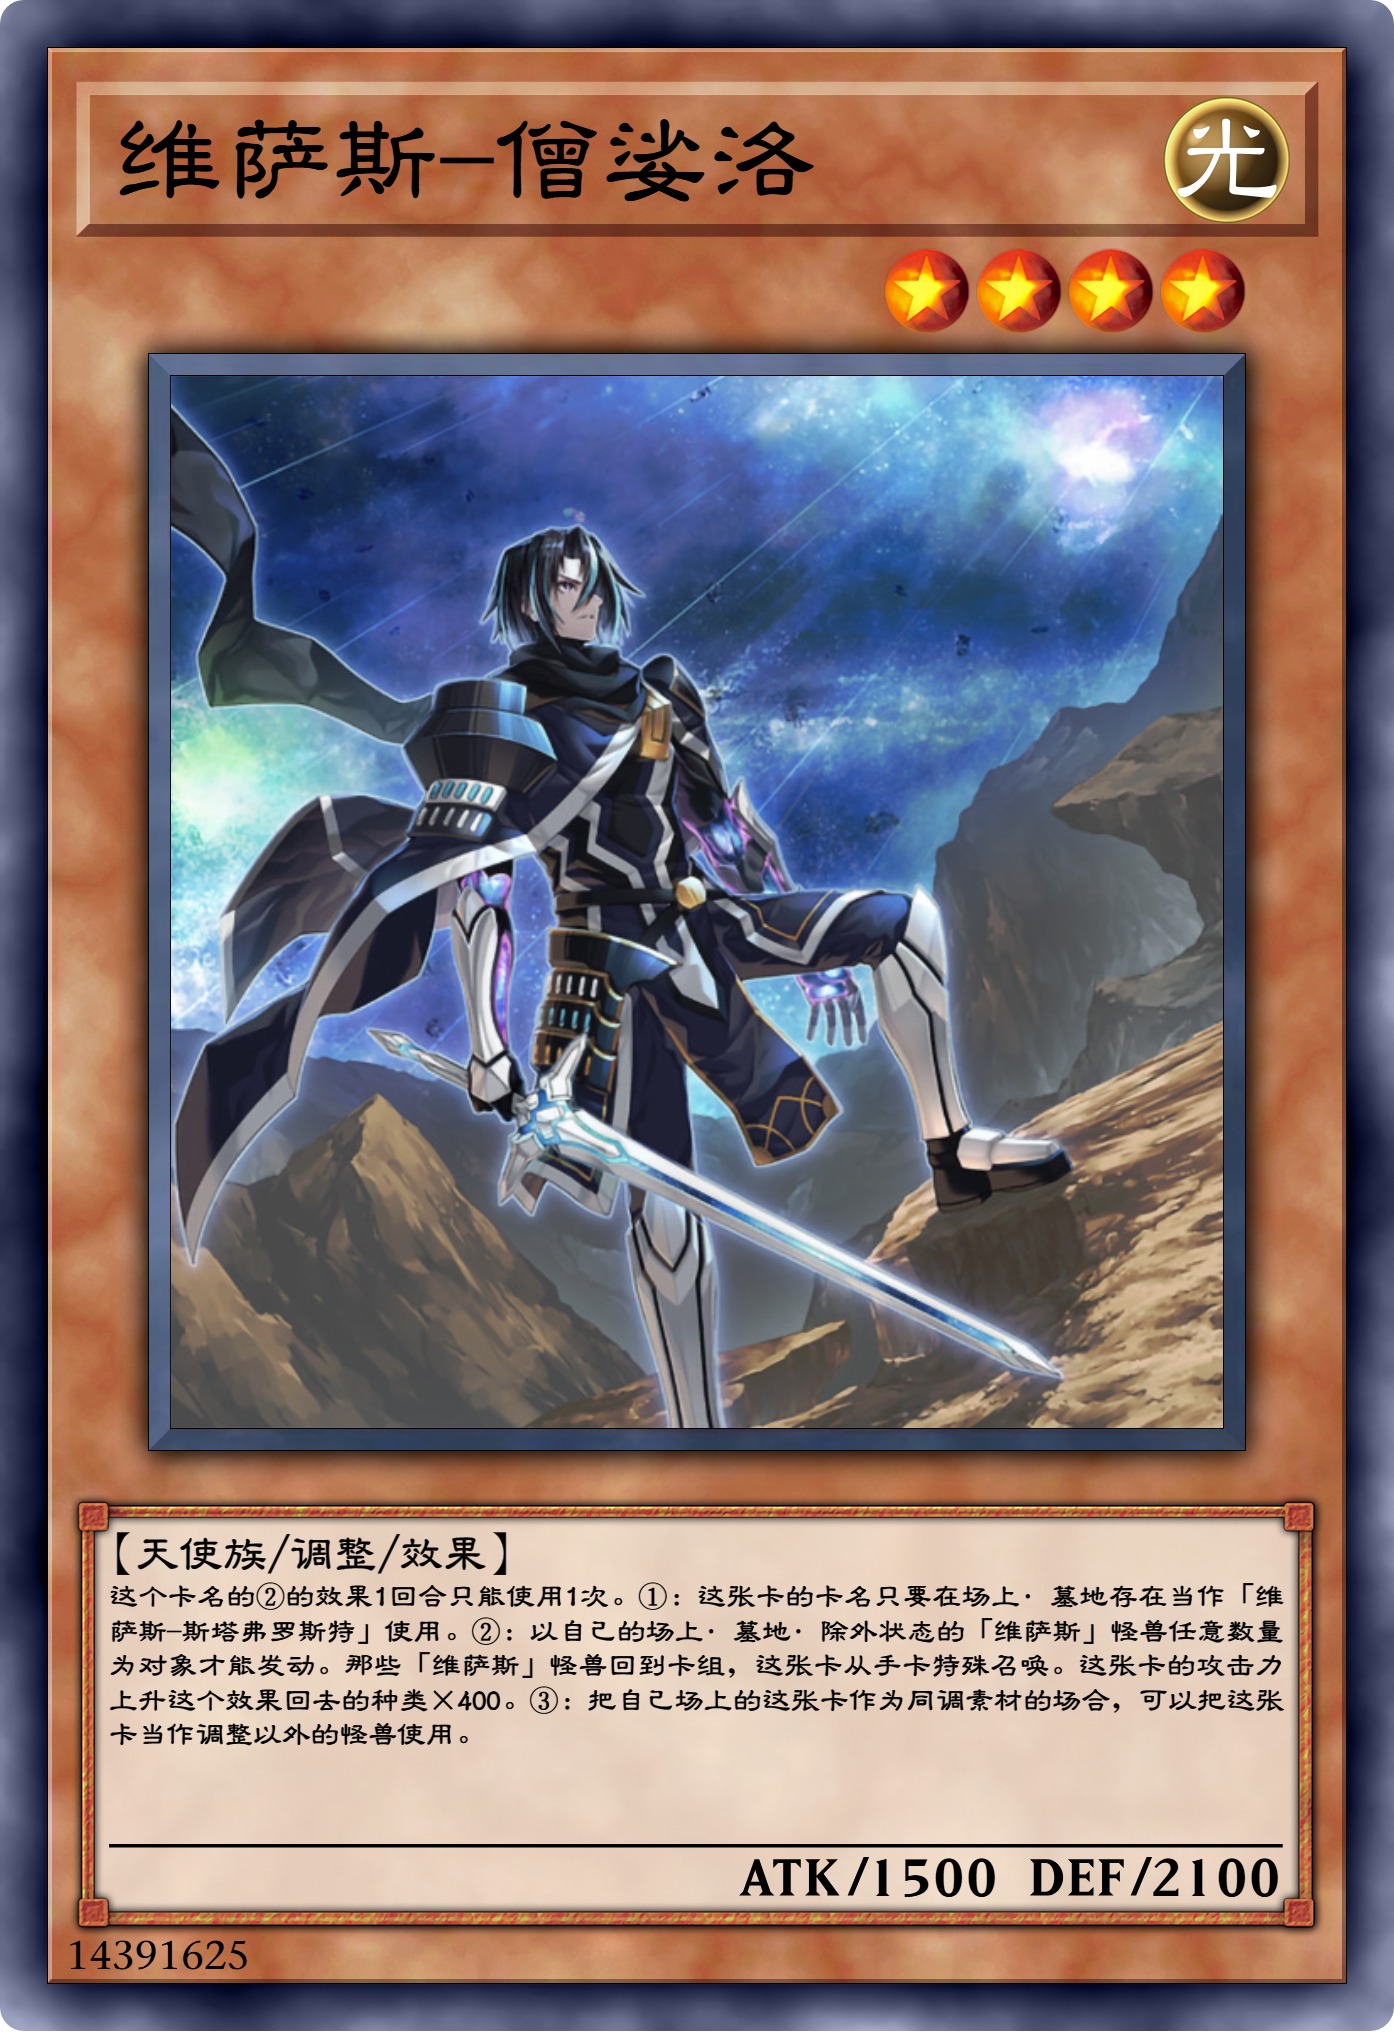 维萨斯-僧娑洛
光
【天使族/调整/效果】
这个卡名的②的效果1回合只能使用1次。①：这张卡的卡名只要在场上·墓地存在当作「维
萨斯-斯塔弗罗斯特」使用。②：以自己的场上·墓地·除外状态的「维萨斯」怪兽任意数量
为对象才能发动。那些「维萨斯」怪兽回到卡组，这张卡从手卡特殊召唤。这张卡的攻击力
上升这个效果回去的种类×400。③：把自己场上的这张卡作为同调素材的场合，可以把这张
卡当作调整以外的怪兽使用。
ATK/1500 DEF/2100
14391625